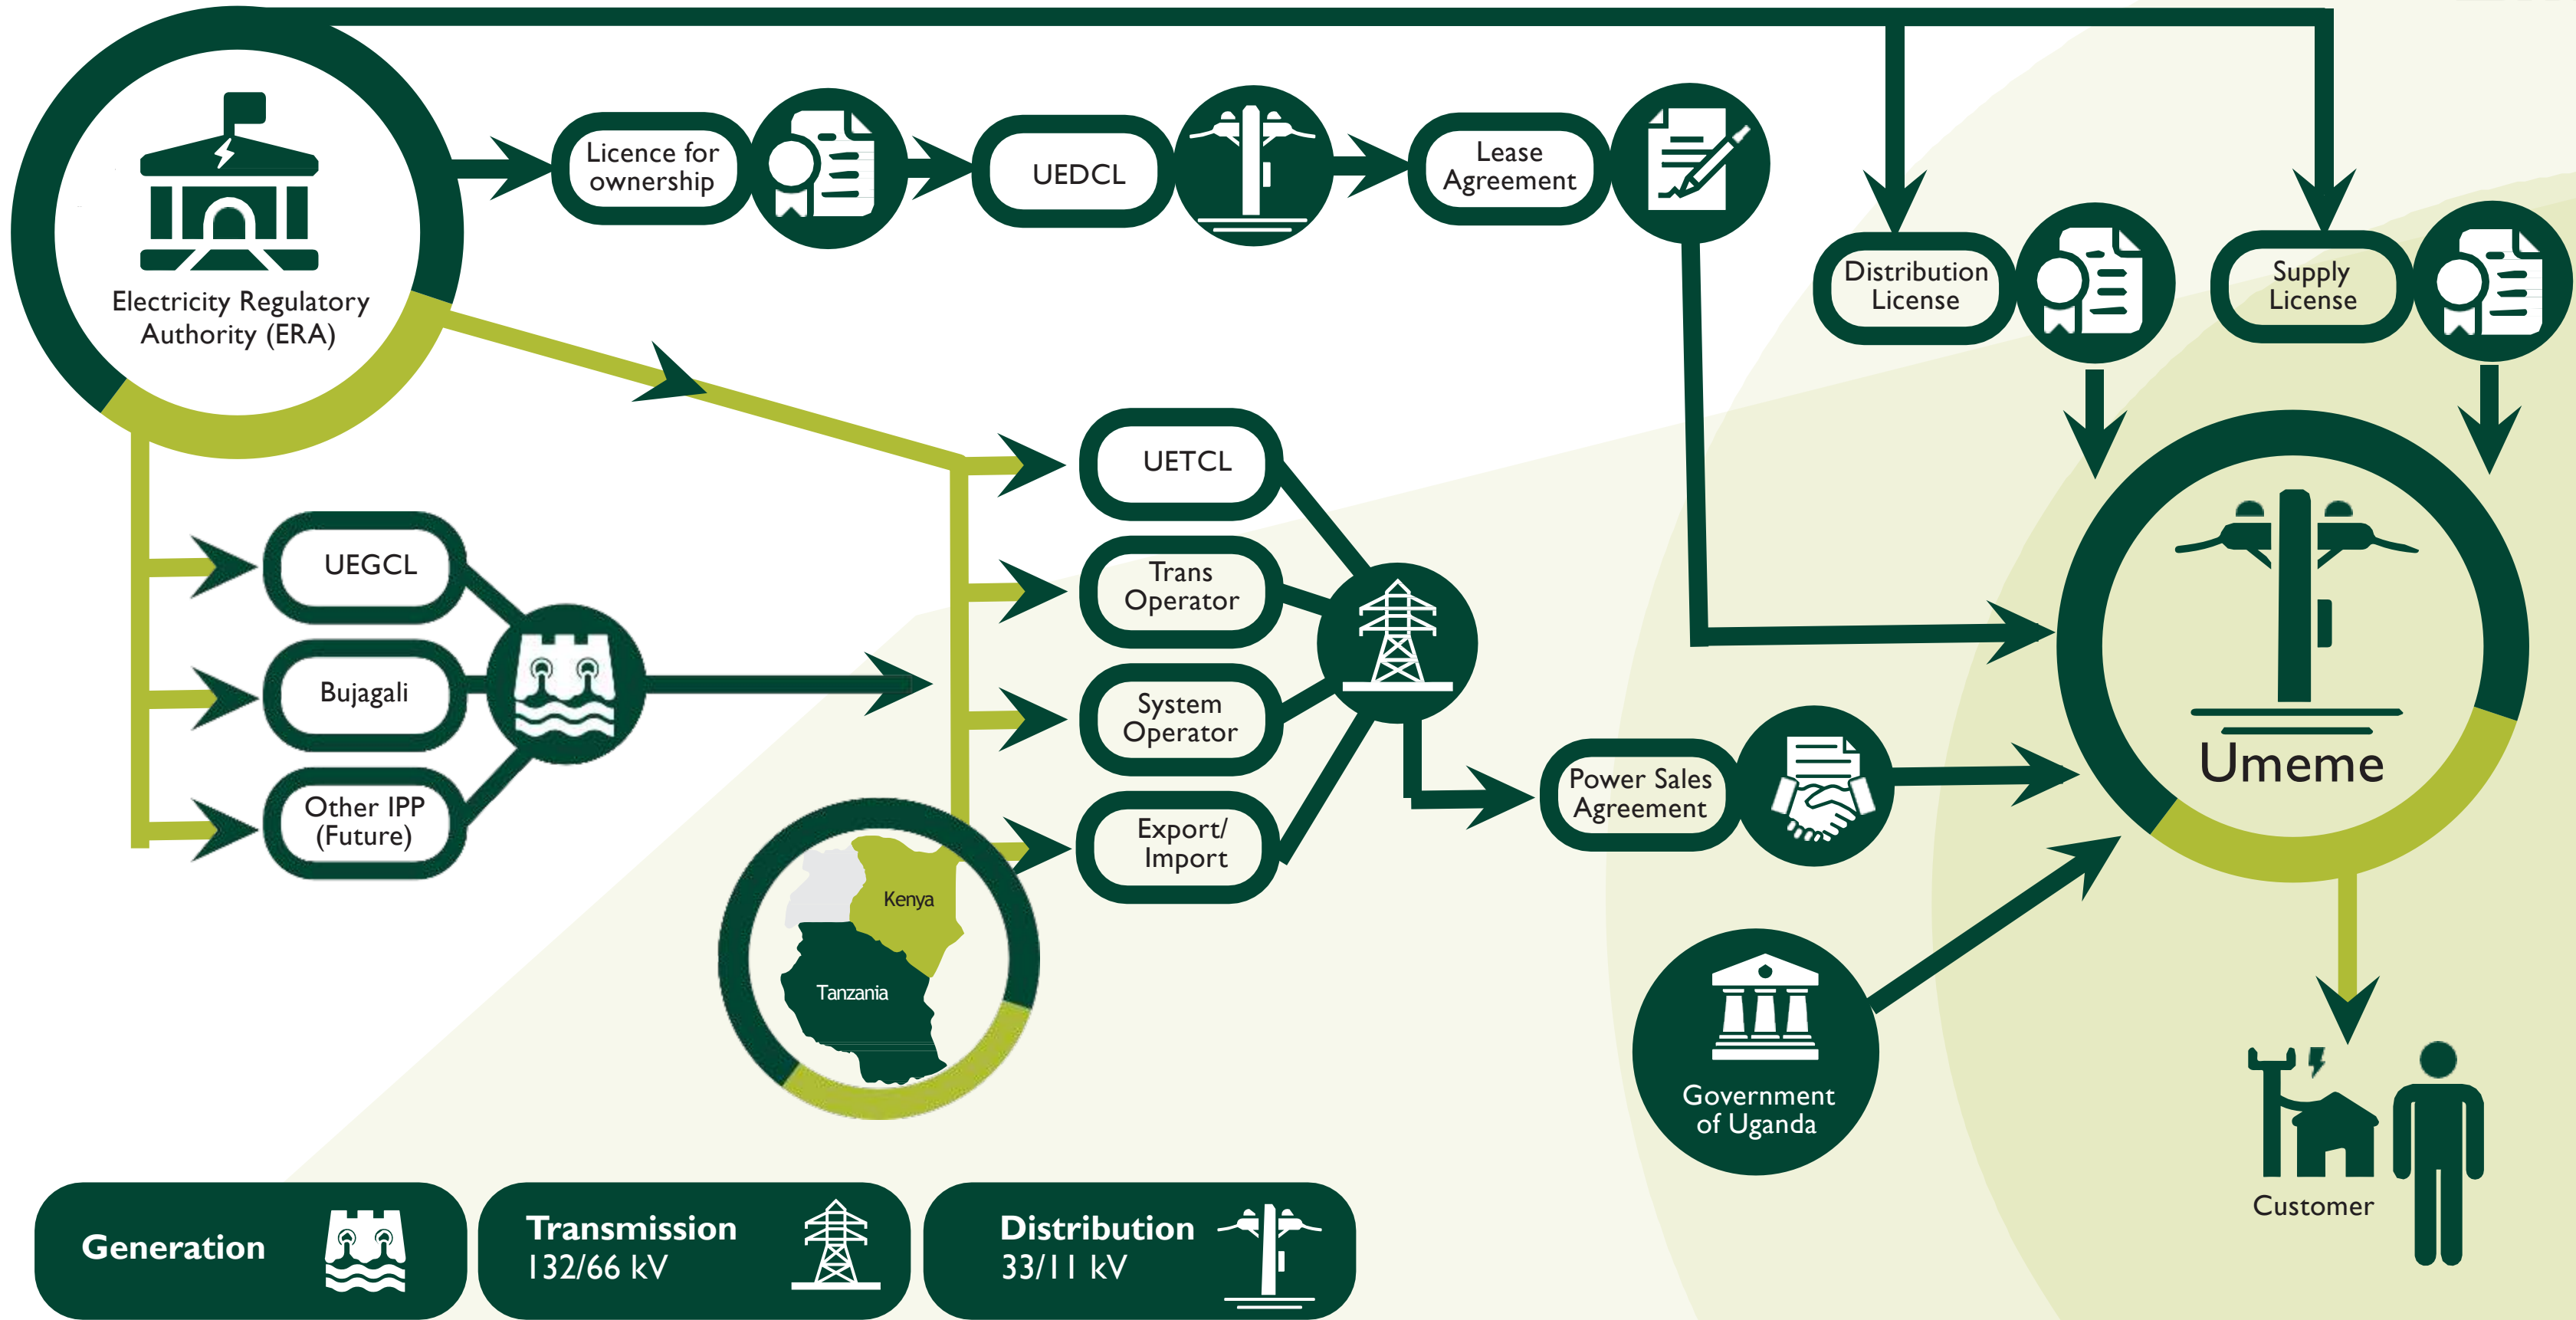 Electricity Regulatory
Authority (ERA)
Licence for
ownership
UEDCL
Lease
Agreement
Distribution
License
Supply
License
UETCL
Trans
Operator
System
Operator
Export/
Import
UEGCL
Bujagali
Other IPP
(Future)
Kenya
Tanzania
Power Sales
Agreement
Umeme
Government
of Uganda
Customer
Generation
Transmission
132/66 kV
Distribution
33/11 kV